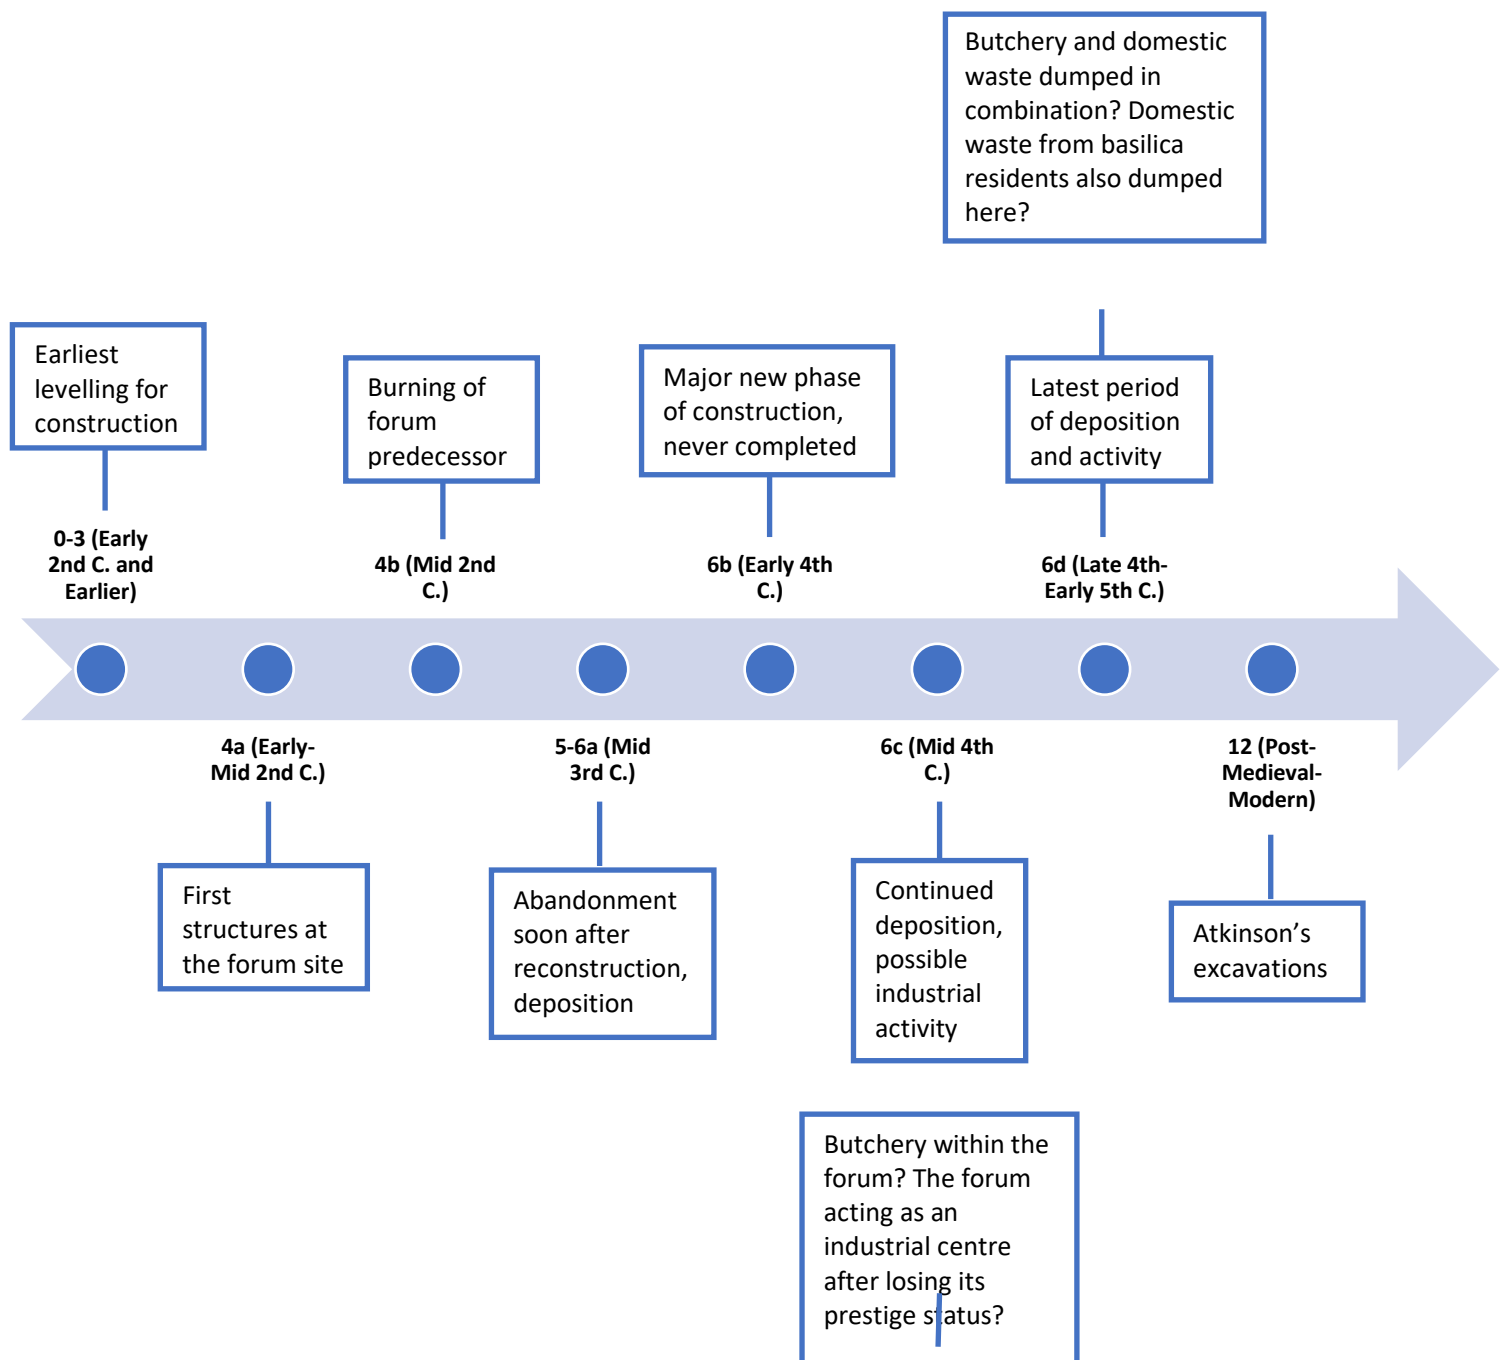 Butchery and domestic
waste dumped in
combination? Domestic
waste from basilica
residents also dumped
here?
Earliest
levelling for
construction
Burning of
forum
predecessor
Major new phase
of construction,
never completed
Latest period
of deposition
and activity
0-3 (Early
2nd C. and
Earlier)
4b (Mid 2nd
C.)
6b (Early 4th
C.)
6d (Late 4th-
Early 5th C.)
4a (Early-
Mid 2nd C.)
5-6a (Mid
3rd C.)
6c (Mid 4th
C.)
12 (Post-
Medieval-
Modern)
First
structures at
the forum site
Abandonment
soon after
reconstruction,
deposition
Continued
deposition,
possible
industrial
activity
Atkinson’s
excavations
Butchery within the
forum? The forum
acting as an
industrial centre
after losing its
prestige status?